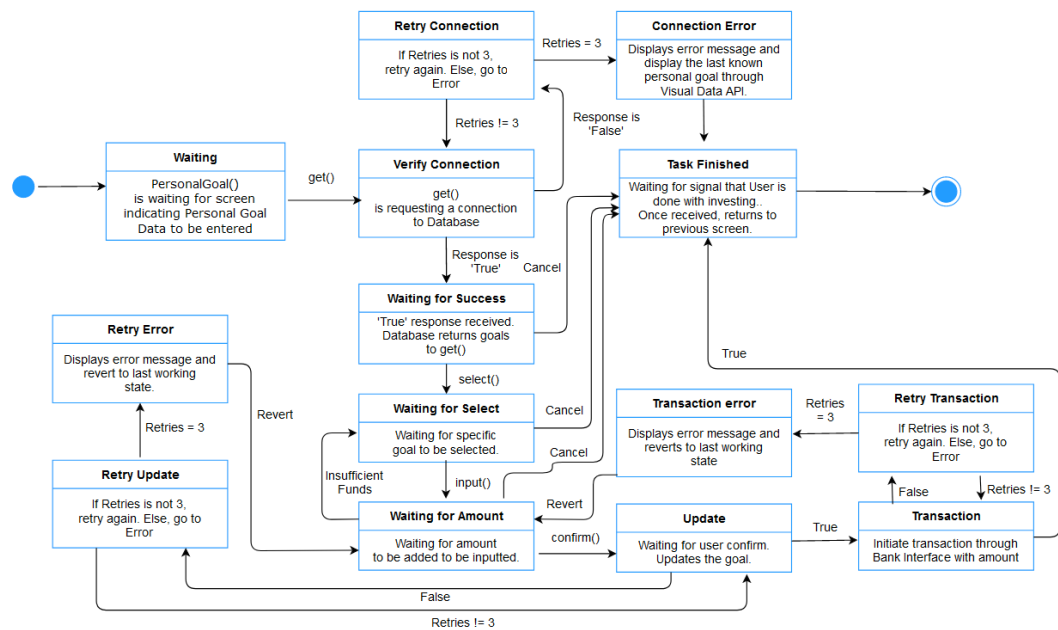 Retry Connection
If Retries is not 3,
retry again. Else, go to
Error
Retries = 3
Connection Error
Displays error message and
display the last known
personal goal through
Visual Data API.
Retries != 3
Response is
'False'
Waiting
PersonalGoal()
is waiting for screen
indicating Personal Goal
Data to be entered
get()
Verify Connection
get()
is requesting a connection
to Database
Task Finished
Waiting for signal that User is
done with investing..
Once received, returns to
previous screen.
Response is
'True'
Cancel
Waiting for Success
'True' response received.
Database returns goals
to get()
Retry Error
Displays error message and
revert to last working
state.
Revert
select()
True
Waiting for Select
Waiting for specific
goal to be selected.
Cancel
Transaction error
Displays error message and
reverts to last working
state
Retries
= 3
Retry Transaction
If Retries is not 3,
retry again. Else, go to
Error
Retries = 3
Cancel
Retry Update
If Retries is not 3,
retry again. Else, go to
Error
Insufficient
Funds
input()
Revert
False
Retries != 3
Waiting for Amount
Waiting for amount
to be added to be inputted.
confirm()
Update
Waiting for user confirm.
Updates the goal.
True
Transaction
Initiate transaction through
Bank Interface with amount
False
Retries != 3